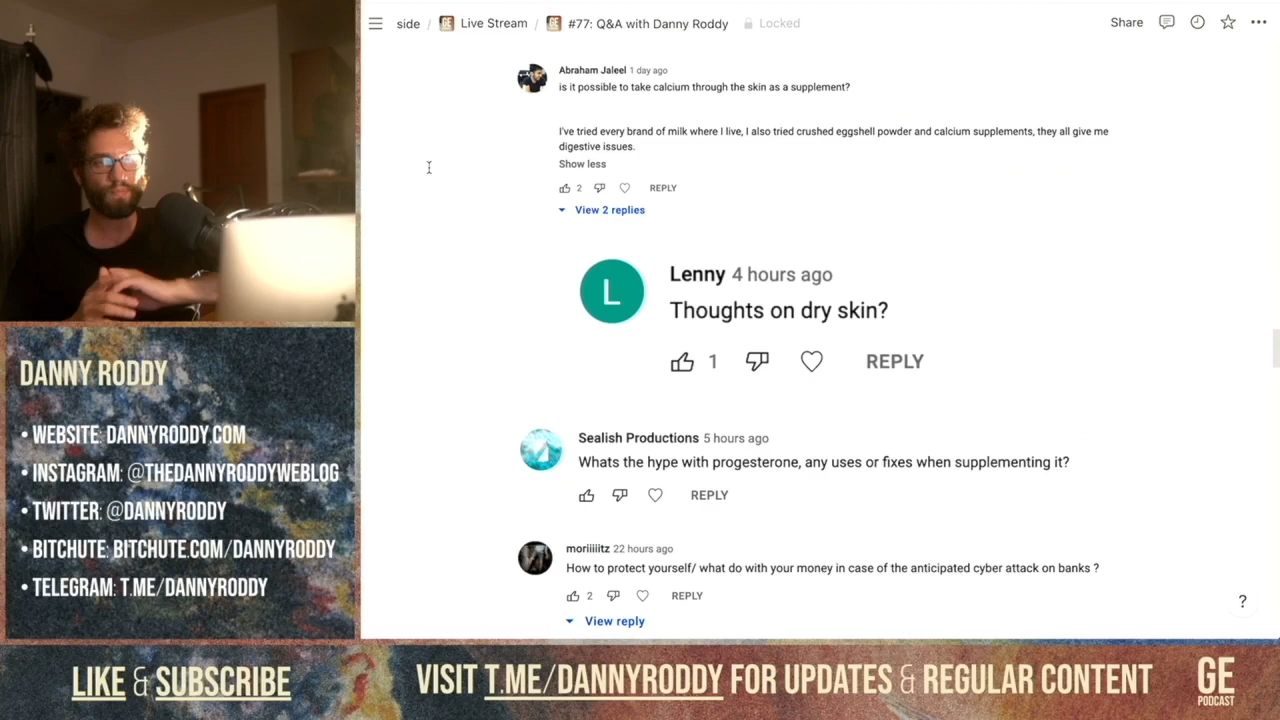 side / Live Stream / #77: Q&A with Danny Roddy Locked
Share
Abraham Jaleel 1 day ago
is it possible to take calcium through the skin as a supplement?
I've tried every brand of milk where I live, I also tried crushed eggshell powder and calcium supplements, they all give me
digestive issues.
Show less
2 REPLY
View 2 replies
L
Lenny 4 hours ago
Thoughts on dry skin?
1 REPLY
Sealish Productions 5 hours ago
Whats the hype with progesterone, any uses or fixes when supplementing it?
REPLY
moriiiiitz 22 hours ago
How to protect yourself/ what do with your money in case of the anticipated cyber attack on banks ?
2 REPLY
View reply
?
DANNY RODDY
• WEBSITE: DANNYRODDY.COM
• INSTAGRAM: @THEDANNYRODDYWEBLOG
• TWITTER: @DANNYRODDY
• BITCHUTE: BITCHUTE.COM/DANNYRODDY
• TELEGRAM: T.ME/DANNYRODDY
LIKE & SUBSCRIBE
VISIT T.ME/DANNYRODDY FOR UPDATES & REGULAR CONTENT
GE
PODCAST